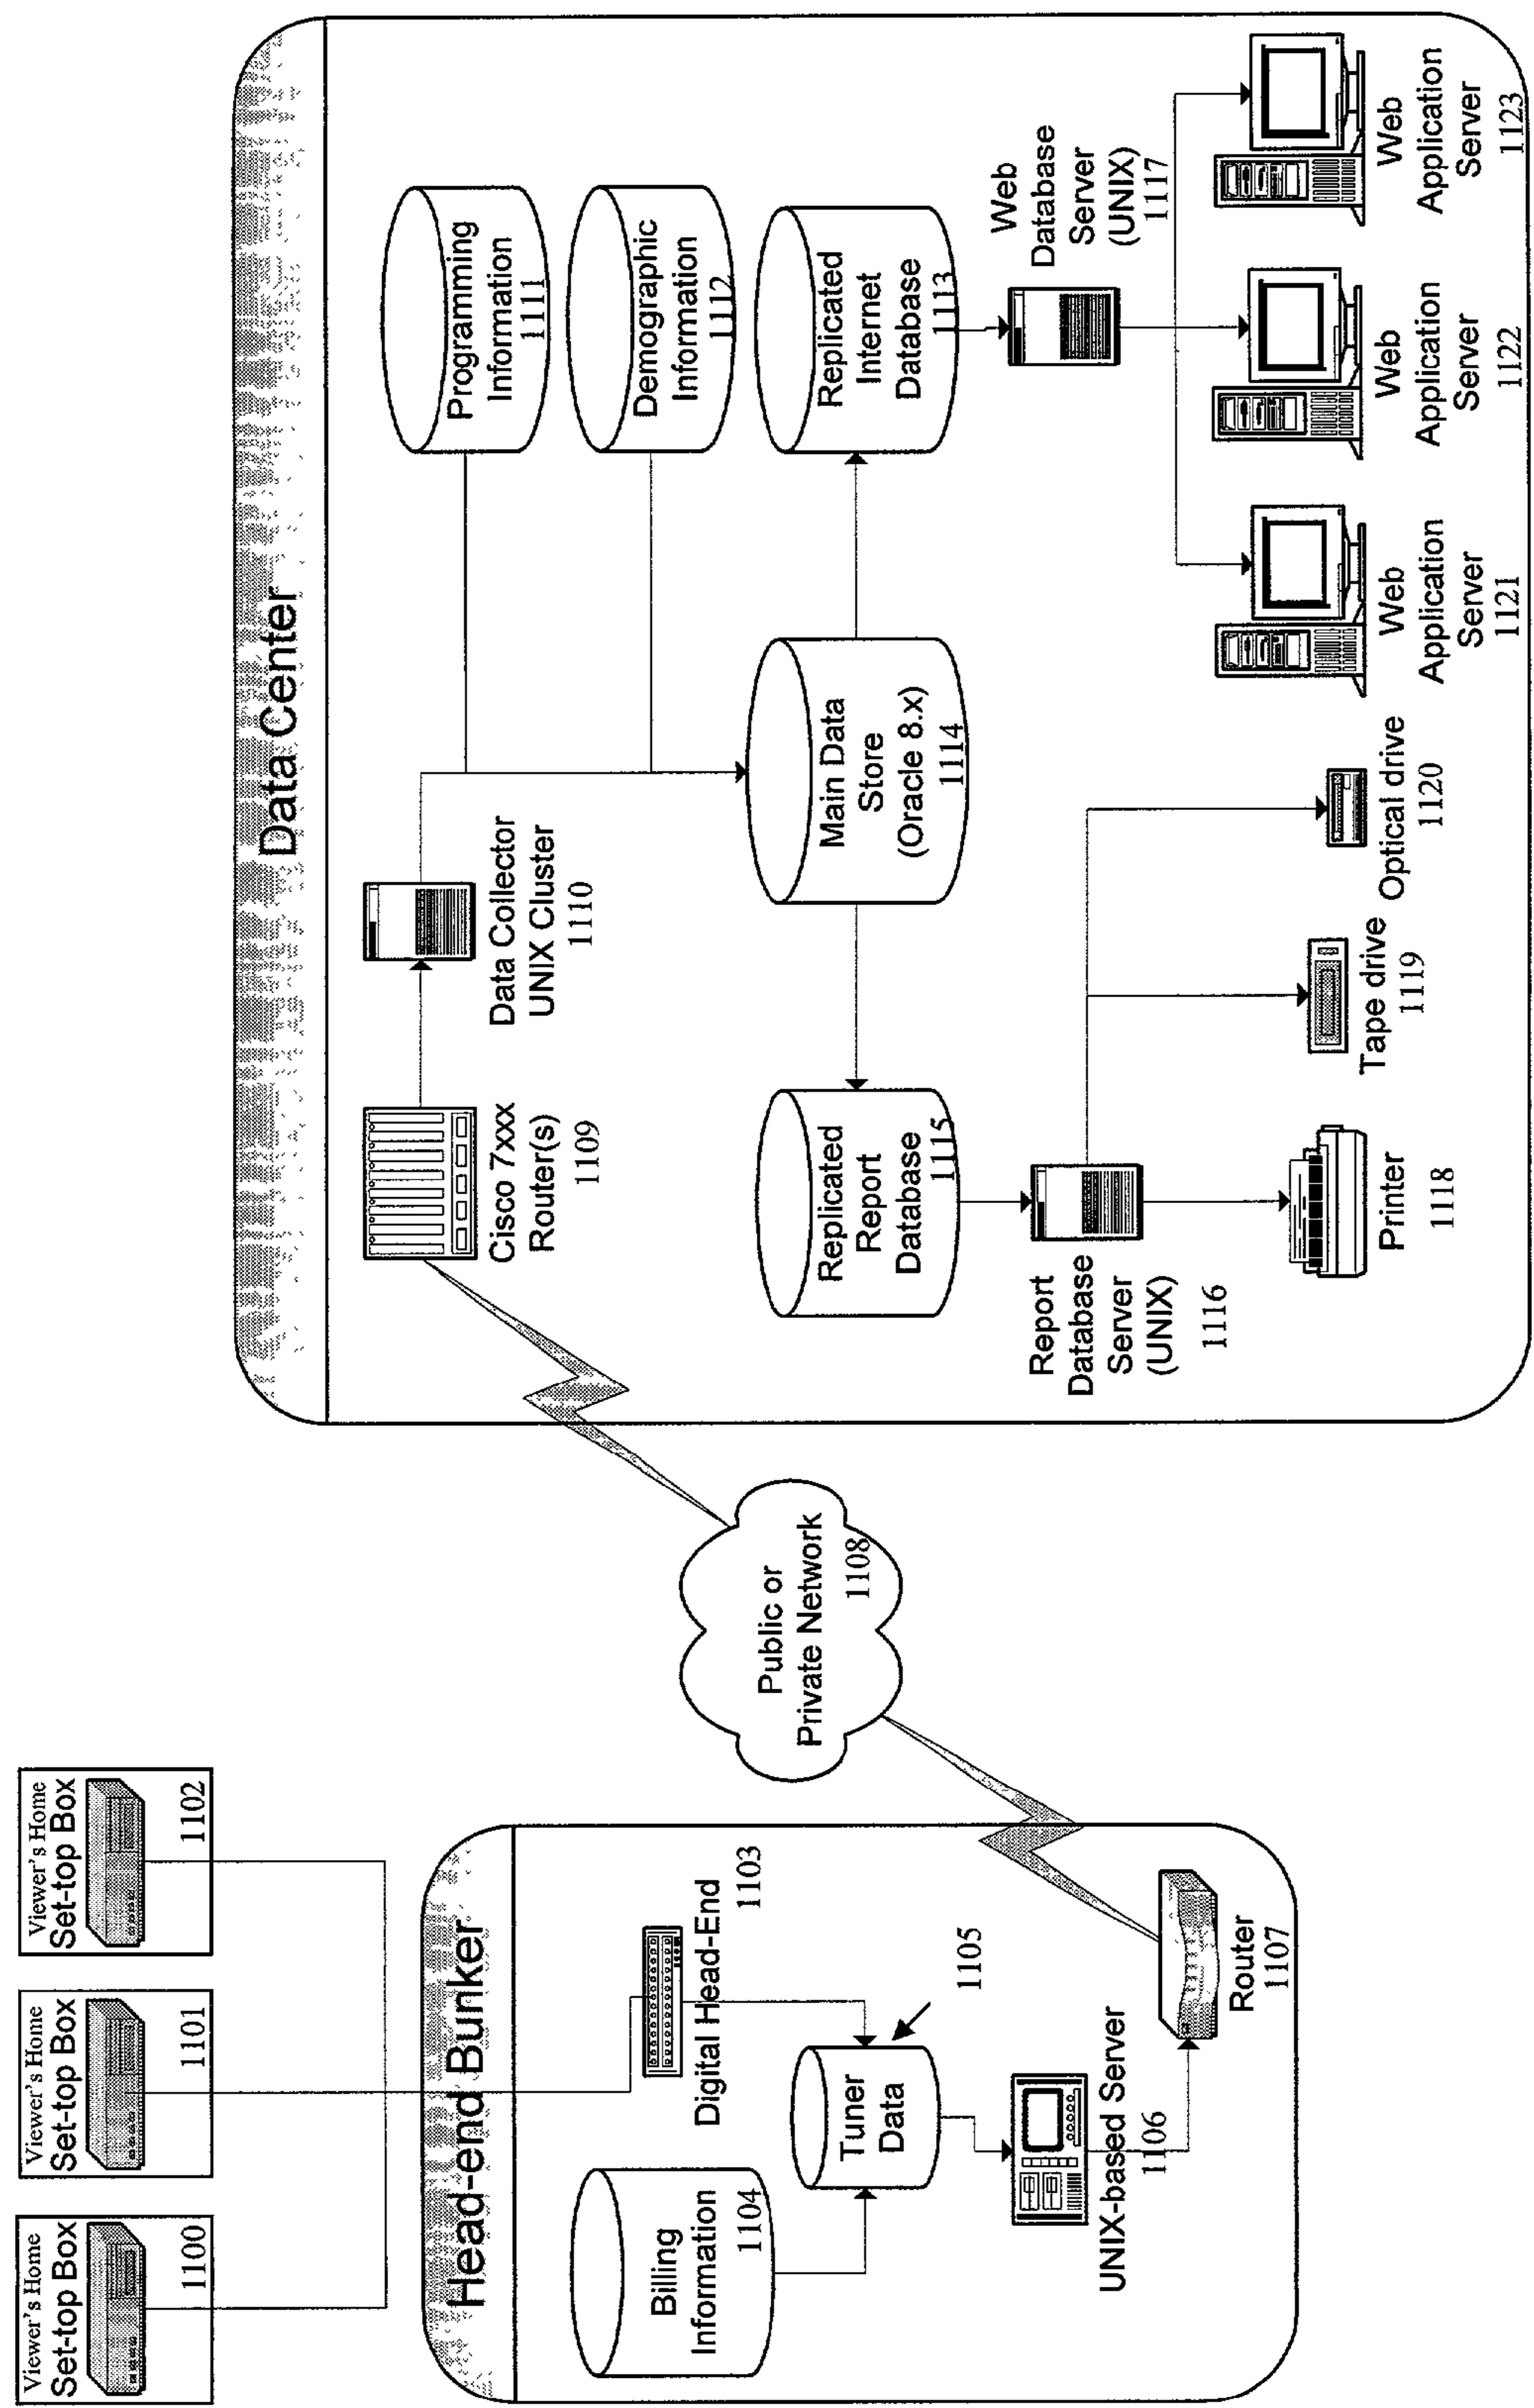 Viewer's Home
Set-top Box
1100
Viewer's Home
Set-top Box
1101
Viewer's Home
Set-top Box
1102
Head-end Bunker
Billing
Information
1104
Digital Head-End
1103
Tuner
Data
1105
UNIX-based Server
1106
Router
1107
Public or
Private Network
1108
Data Center
Cisco 7xxx
Router(s)
1109
Data Collector
UNIX Cluster
1110
Programming
Information
1111
Demographic
Information
1112
Replicated
Report
Database
1115
Main Data
Store
(Oracle 8.x)
1114
Replicated
Internet
Database
1113
Report
Database
Server
(UNIX)
1116
Web
Database
Server
(UNIX)
1117
Printer
1118
Tape drive
1119
Optical drive
1120
Web
Application
Server
1121
Web
Application
Server
1122
Web
Application
Server
1123